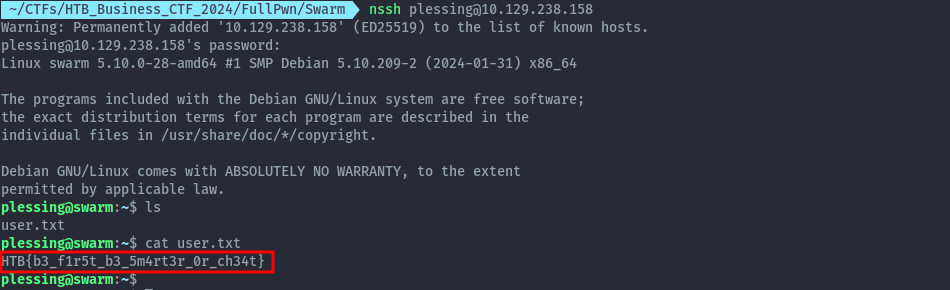 ~/CTFs/HTB_Business_CTF_2024/FullPwn/Swarm nssh plessing@10.129.238.158
Warning: Permanently added '10.129.238.158' (ED25519) to the list of known hosts.
plessing@10.129.238.158's password:
Linux swarm 5.10.0-28-amd64 #1 SMP Debian 5.10.209-2 (2024-01-31) x86_64
The programs included with the Debian GNU/Linux system are free software;
the exact distribution terms for each program are described in the
individual files in /usr/share/doc/*/copyright.
Debian GNU/Linux comes with ABSOLUTELY NO WARRANTY, to the extent
permitted by applicable law.
plessing@swarm:~$ ls
user.txt
plessing@swarm:~$ cat user.txt
HTB{b3_f1r5t_b3_5m4rt3r_0r_ch34t}
plessing@swarm:~$